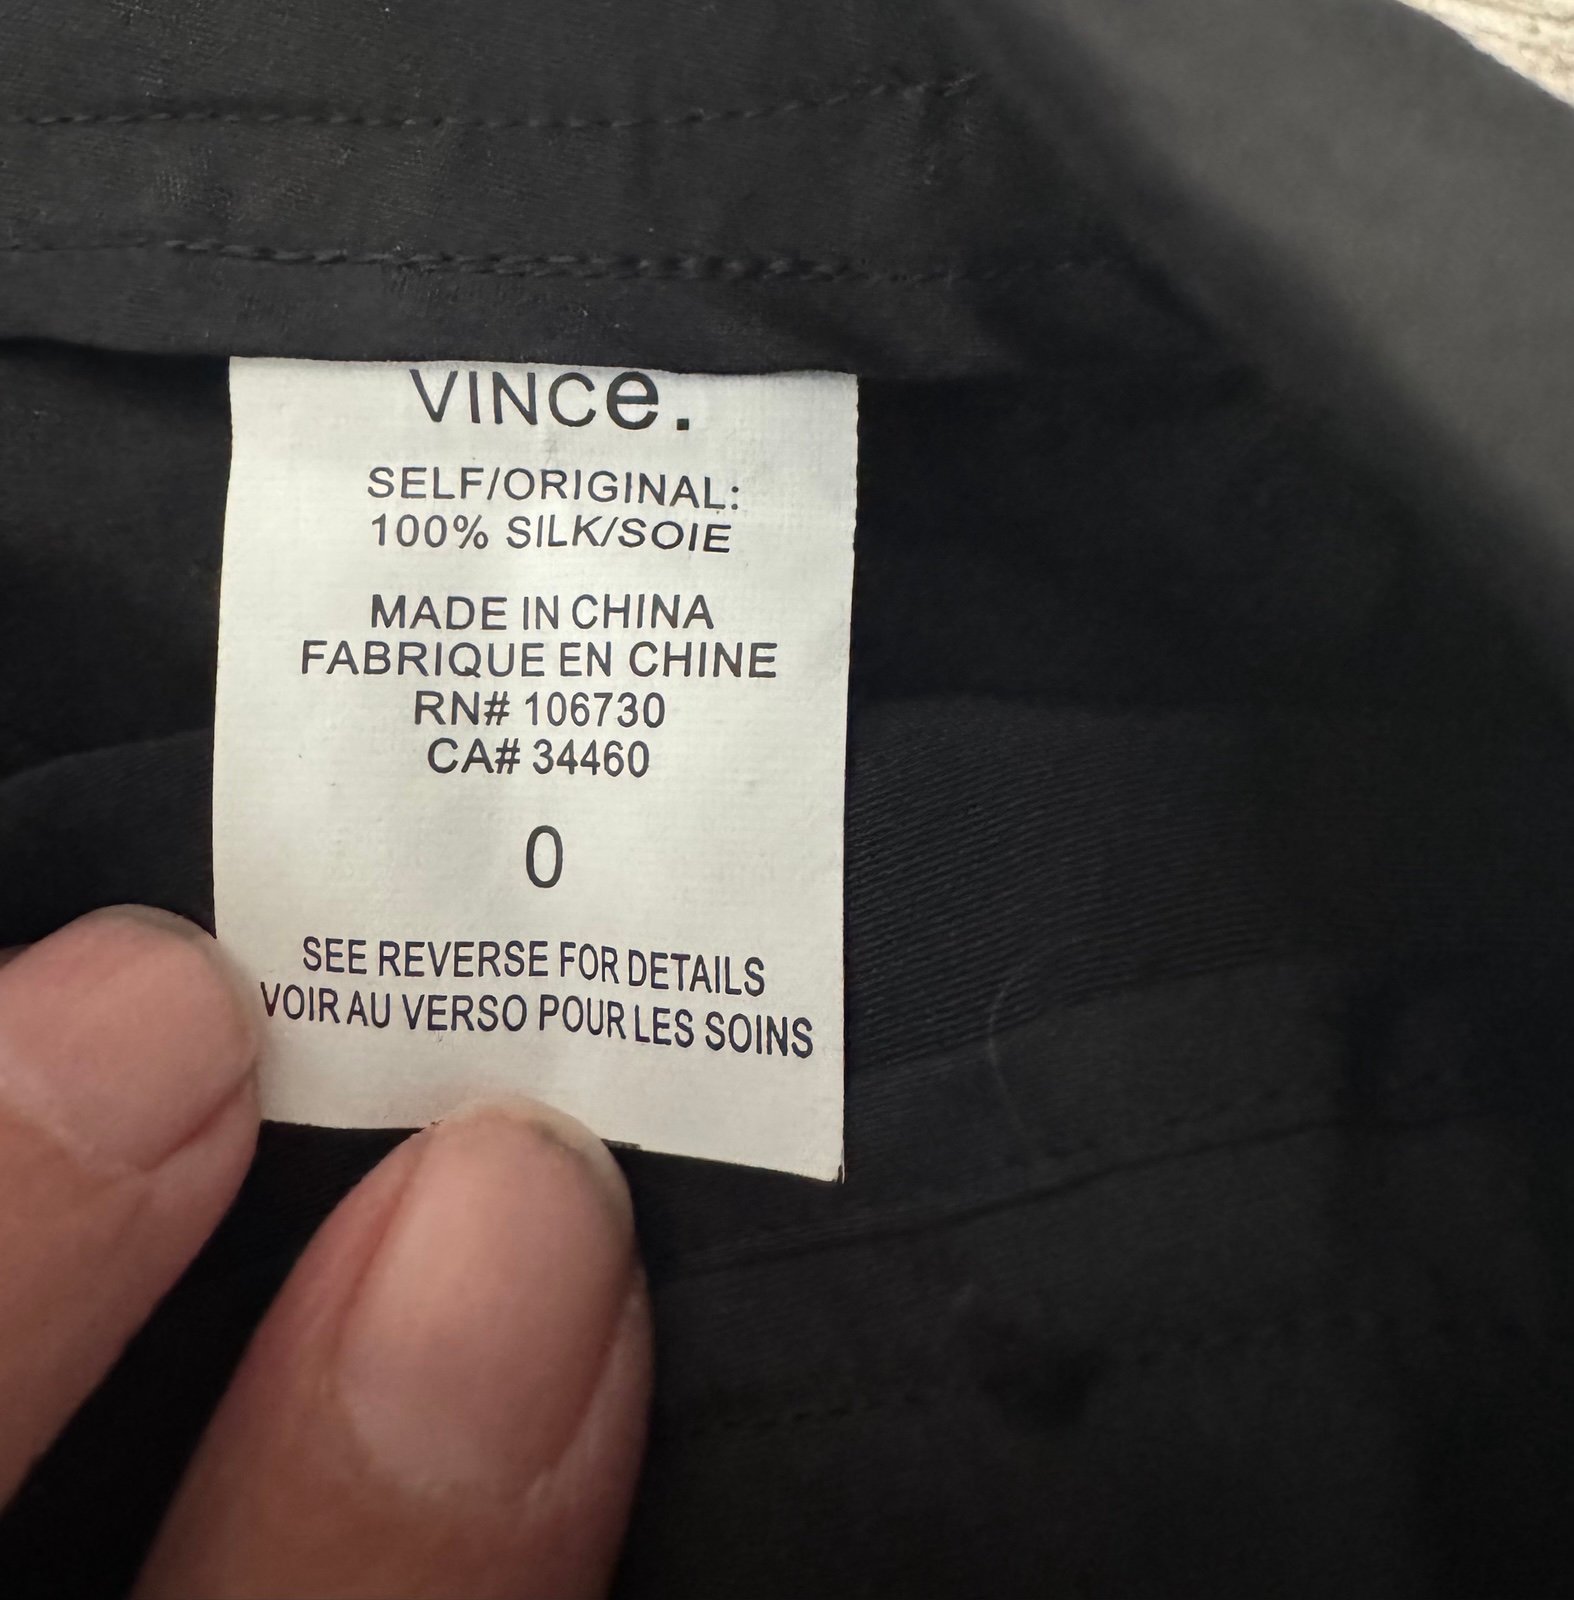 VINCe.
SELF/ORIGINAL:
100% SILK/SOIE
MADE IN CHINA
FABRIQUE EN CHINE
RN# 106730
CA# 34460
0
SEE REVERSE FOR DETAILS
VOIR AU VERSO POUR LES SOINS